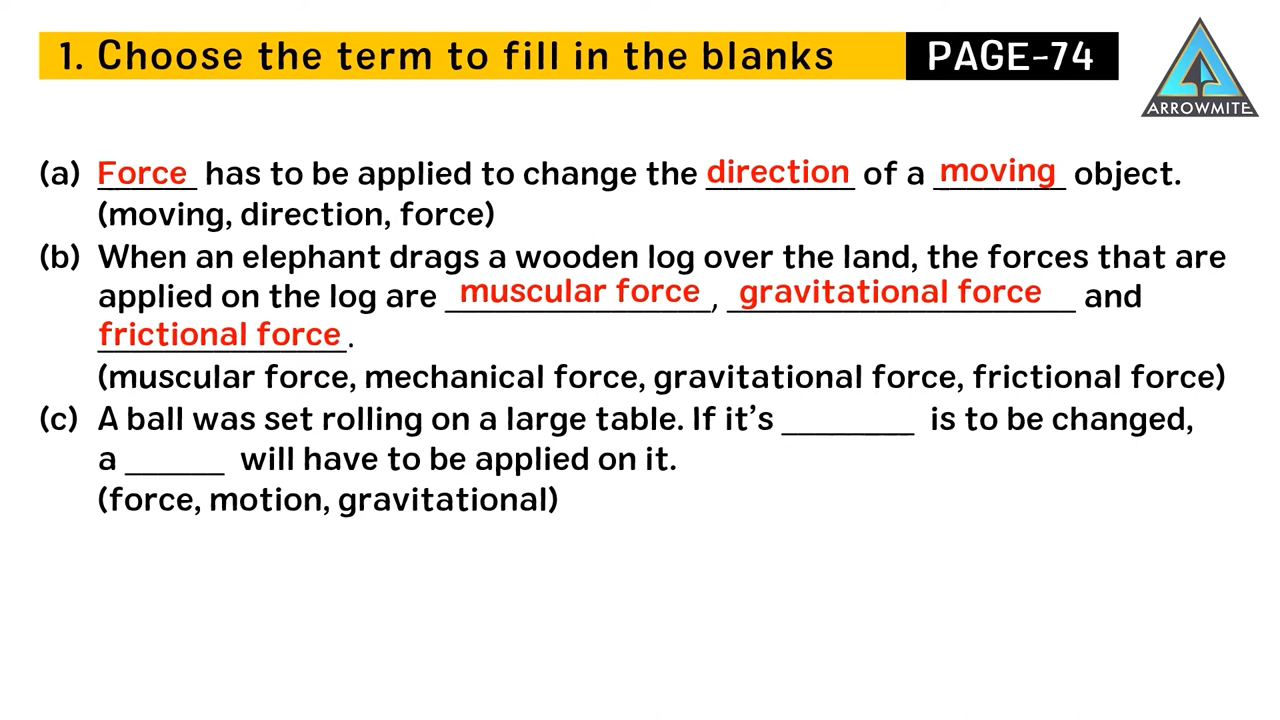 1. Choose the term to fill in the blanks PAGE-74
ARROWMITE
(a) Force has to be applied to change the direction of a moving object.
(moving, direction, force)
(b) When an elephant drags a wooden log over the land, the forces that are
applied on the log are muscular force, gravitational force and
frictional force.
(muscular force, mechanical force, gravitational force, frictional force)
(c) A ball was set rolling on a large table. If it’s ________ is to be changed,
a ______ will have to be applied on it.
(force, motion, gravitational)